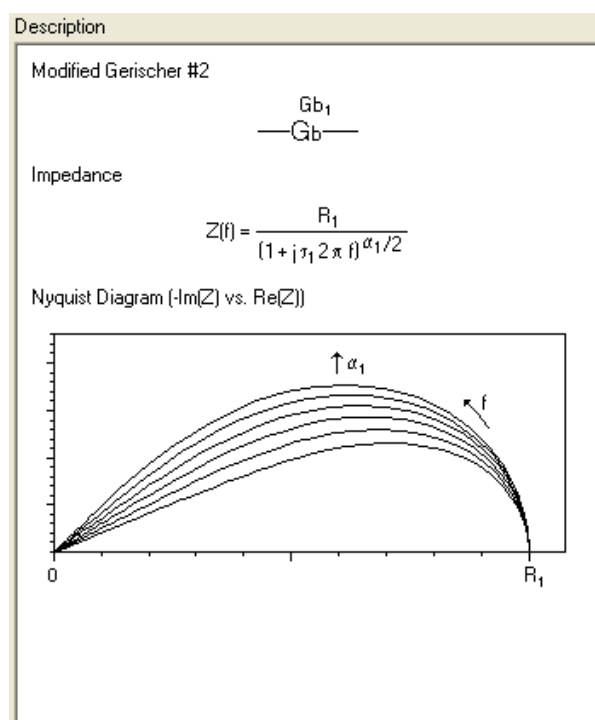 Description
Modified Gerischer #2
Gb₁
Gb
Impedance
Z(f) = R₁ / (1 + j τ₁ 2 π f)^α₁/2
Nyquist Diagram (-Im(Z) vs. Re(Z))
↑ α₁
f
0
R₁